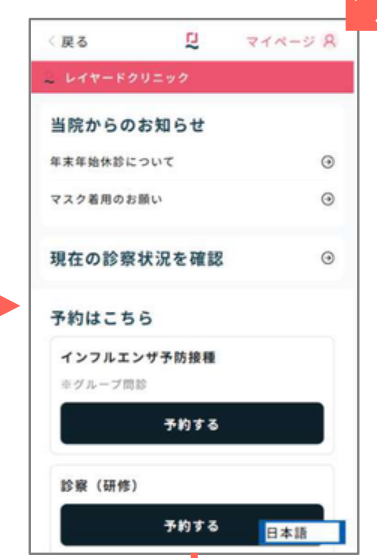 戻る
マイページ
レイヤードクリニック
当院からのお知らせ
年末年始休診について
マスク着用のお願い
現在の診察状況を確認
予約はこちら
インフルエンザ予防接種
※グループ問診
予約する
診察（研修）
予約する
日本語